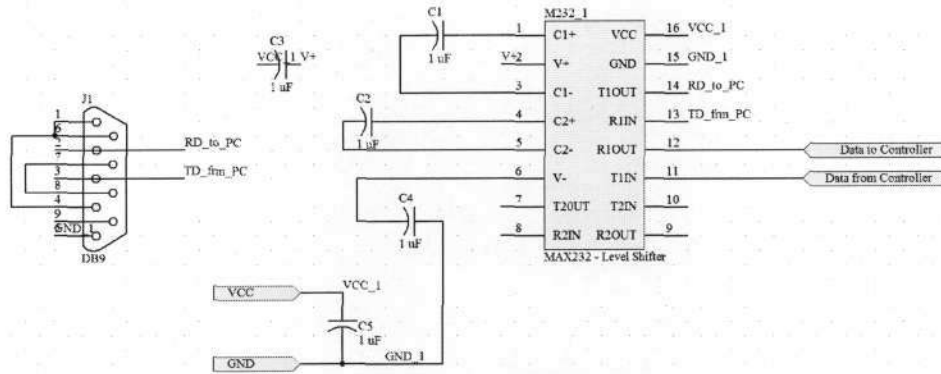 J1
1
6
2
7
3
8
4
9
5
GND_1
DB9
RD_to_PC
TD_frm_PC
C3
VCC_1 V+
1 uF
C1
1 uF
C2
1 uF
C4
1 uF
VCC
VCC_1
C5
1 uF
GND
GND_1
M232_1
1 C1+ VCC 16 VCC_1
V+ 2 V+ GND 15 GND_1
3 C1- T1OUT 14 RD_to_PC
4 C2+ R1IN 13 TD_frm_PC
5 C2- R1OUT 12 Data to Controller
6 V- T1IN 11 Data from Controller
7 T2OUT T2IN 10
8 R2IN R2OUT 9
MAX232 - Level Shifter